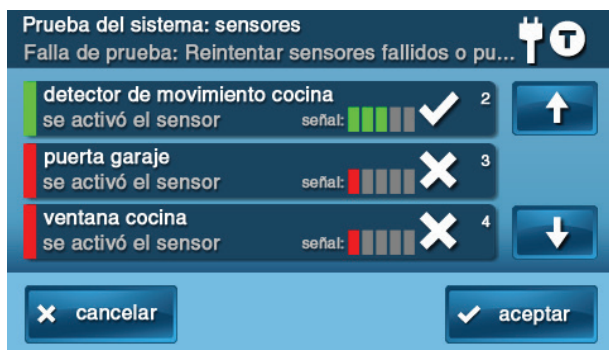 Prueba del sistema: sensores
Falla de prueba: Reintentar sensores fallidos o pu...
T
detector de movimiento cocina
2
se activó el sensor
señal:
puerta garaje
3
se activó el sensor
señal:
ventana cocina
4
se activó el sensor
señal:
cancelar
aceptar